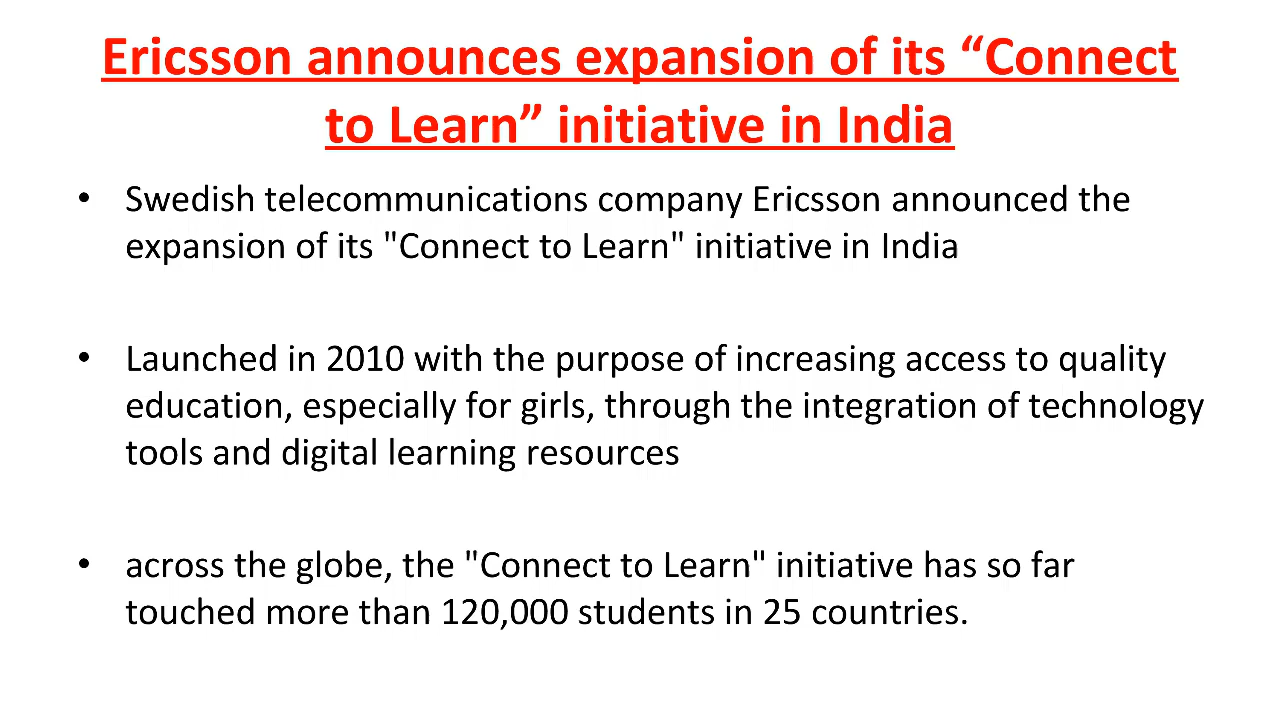 Ericsson announces expansion of its “Connect
to Learn” initiative in India
• Swedish telecommunications company Ericsson announced the
expansion of its "Connect to Learn" initiative in India
• Launched in 2010 with the purpose of increasing access to quality
education, especially for girls, through the integration of technology
tools and digital learning resources
• across the globe, the "Connect to Learn" initiative has so far
touched more than 120,000 students in 25 countries.